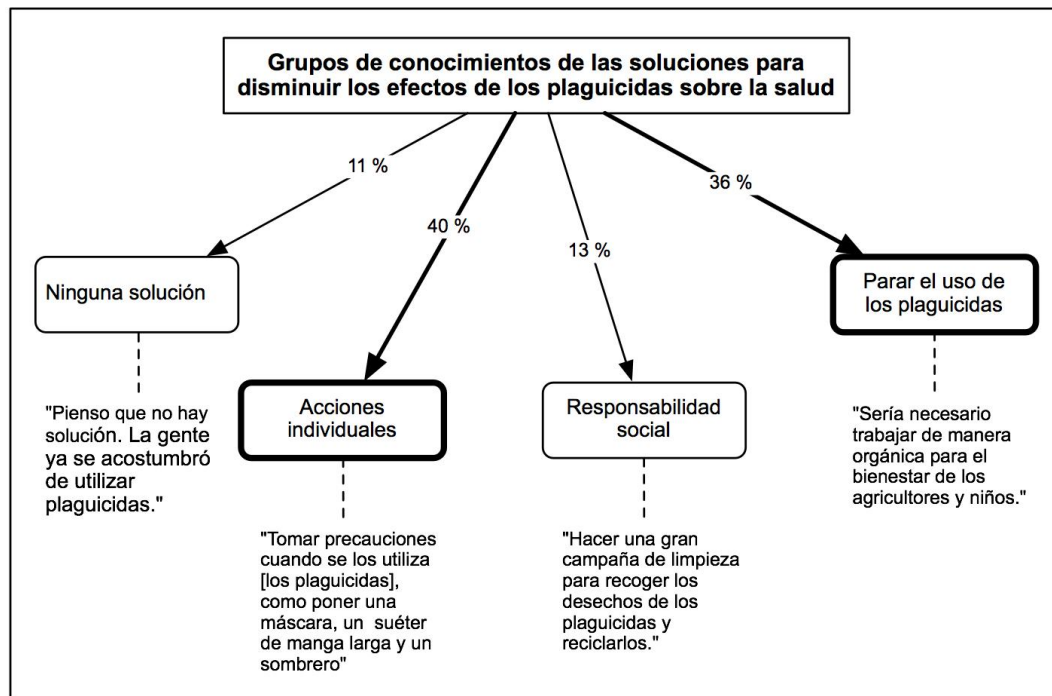 Grupos de conocimientos de las soluciones para
disminuir los efectos de los plaguicidas sobre la salud
11 %
40 %
13 %
36 %
Ninguna solución
"Pienso que no hay
solución. La gente
ya se acostumbró
de utilizar
plaguicidas."
Acciones
individuales
"Tomar precauciones
cuando se los utiliza
[los plaguicidas],
como poner una
máscara, un suéter
de manga larga y un
sombrero"
Responsabilidad
social
"Hacer una gran
campaña de limpieza
para recoger los
desechos de los
plaguicidas y
reciclarlos."
Parar el uso de
los plaguicidas
"Sería necesario
trabajar de manera
orgánica para el
bienestar de los
agricultores y niños."